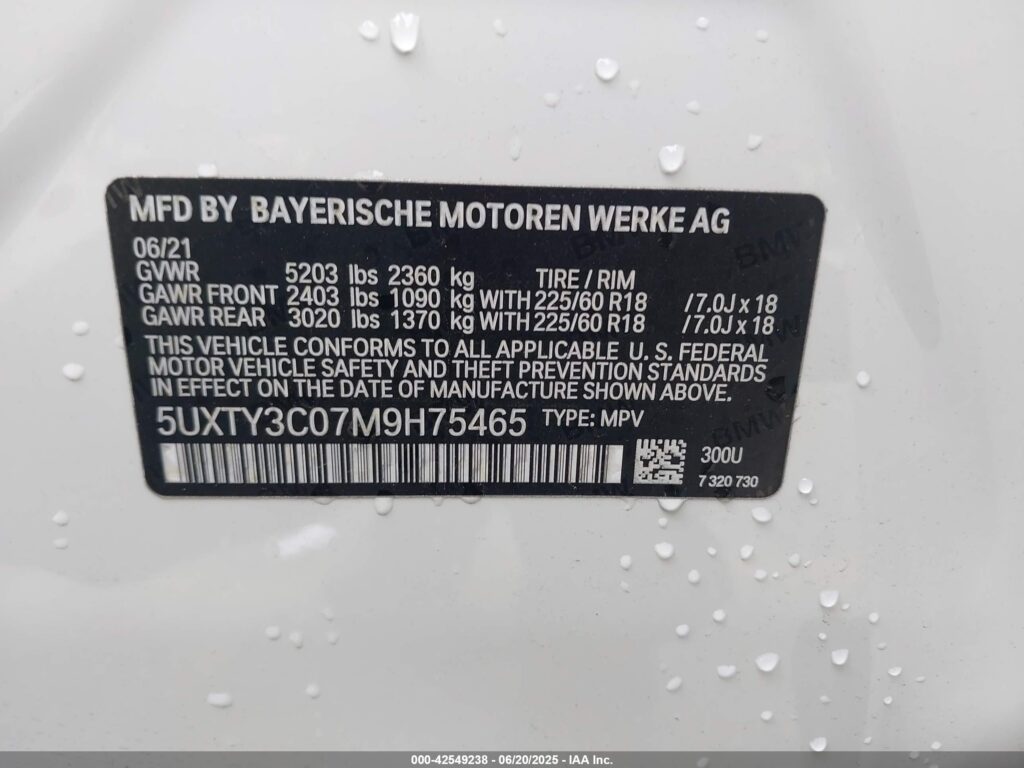 MFD BY BAYERISCHE MOTOREN WERKE AG
06/21
GVWR 5203 lbs 2360 kg TIRE / RIM
GAWR FRONT 2403 lbs 1090 kg WITH 225/60 R18 / 7.0J x 18
GAWR REAR 3020 lbs 1370 kg WITH 225/60 R18 / 7.0J x 18
THIS VEHICLE CONFORMS TO ALL APPLICABLE U. S. FEDERAL
MOTOR VEHICLE SAFETY AND THEFT PREVENTION STANDARDS
IN EFFECT ON THE DATE OF MANUFACTURE SHOWN ABOVE.
5UXTY3C07M9H75465 TYPE: MPV
300U
7 320 730
000-42549238 - 06/20/2025 - IAA Inc.